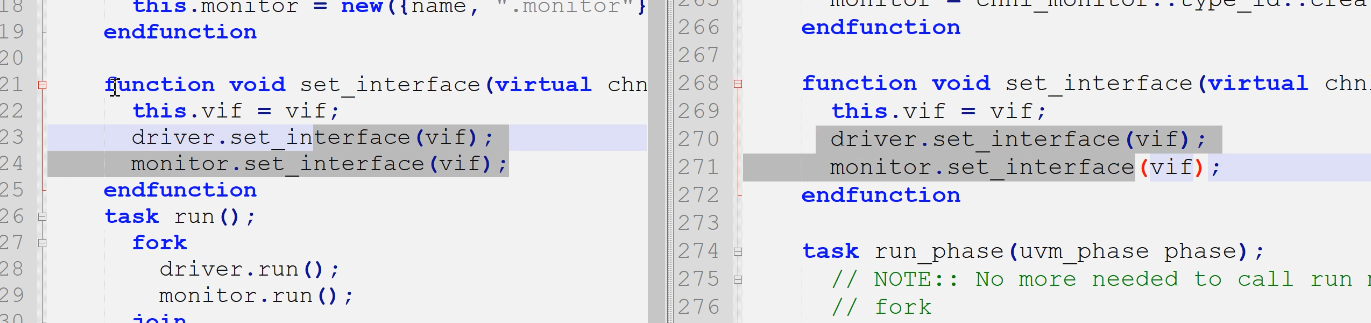 18 this.monitor = new({name, ".monitor"}
19 endfunction
20
21 function void set_interface(virtual chn
22 this.vif = vif;
23 driver.set_interface(vif);
24 monitor.set_interface(vif);
25 endfunction
26 task run();
27 fork
28 driver.run();
29 monitor.run();
30 join
265 monitor = chnl_monitor::type_id::crea
266 endfunction
267
268 function void set_interface(virtual chn
269 this.vif = vif;
270 driver.set_interface(vif);
271 monitor.set_interface(vif);
272 endfunction
273
274 task run_phase(uvm_phase phase);
275 // NOTE:: No more needed to call run
276 // fork